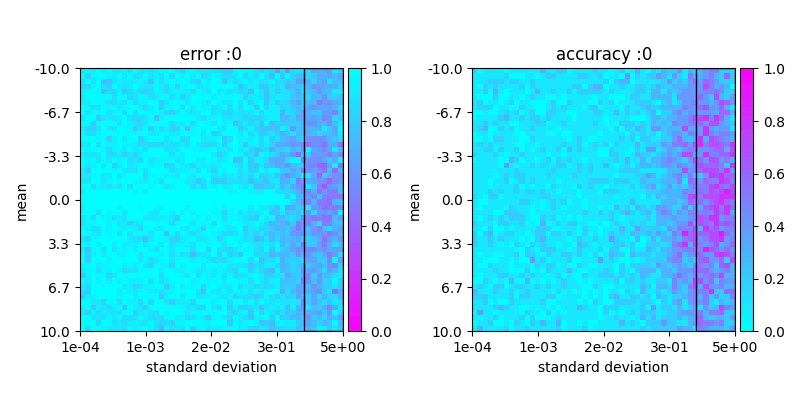 error :0
accuracy :0
-10.0
-6.7
-3.3
0.0
3.3
6.7
10.0
mean
1e-04
1e-03
2e-02
3e-01
5e+00
standard deviation
1.0
0.8
0.6
0.4
0.2
0.0
-10.0
-6.7
-3.3
0.0
3.3
6.7
10.0
mean
1e-04
1e-03
2e-02
3e-01
5e+00
standard deviation
1.0
0.8
0.6
0.4
0.2
0.0